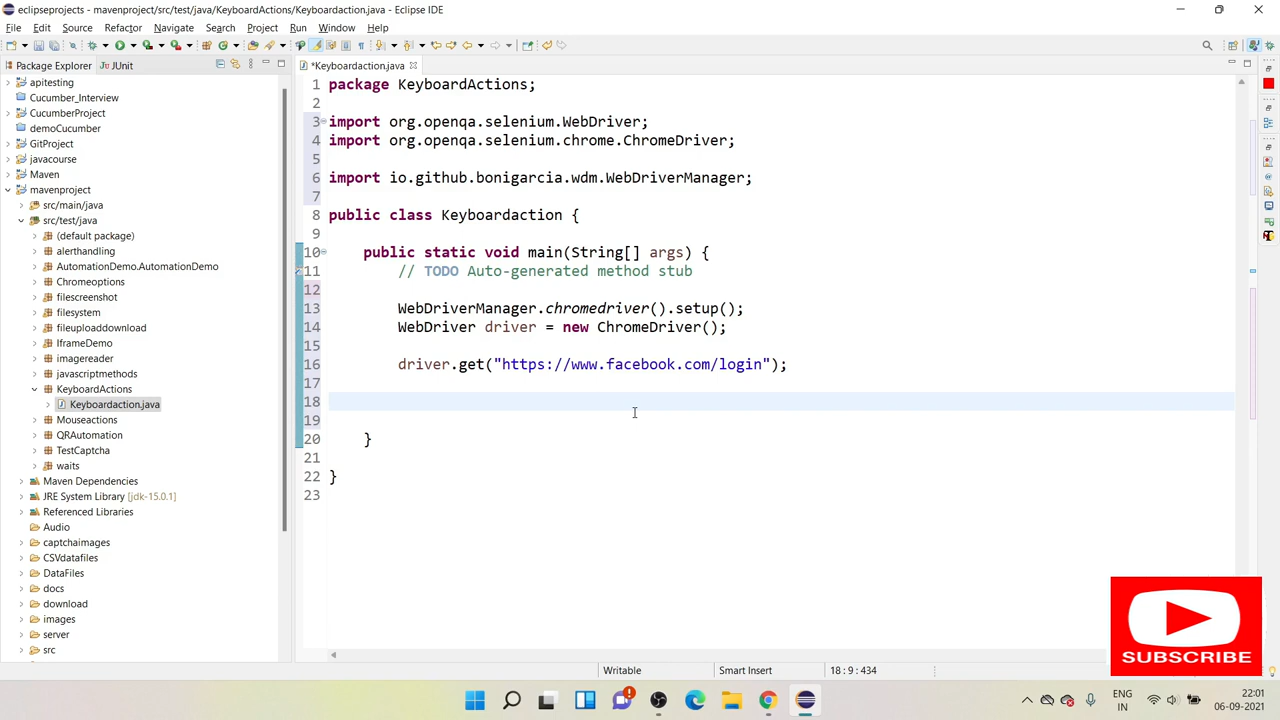 eclipseprojects - mavenproject/src/test/java/KeyboardActions/Keyboardaction.java - Eclipse IDE
File Edit Source Refactor Navigate Search Project Run Window Help
Package Explorer JUnit
*Keyboardaction.java
apitesting
Cucumber_Interview
CucumberProject
demoCucumber
GitProject
javacourse
Maven
mavenproject
src/main/java
src/test/java
(default package)
alerthandling
AutomationDemo.AutomationDemo
Chromeoptions
filescreenshot
filesystem
fileuploaddownload
IframeDemo
imagereader
javascriptmethods
KeyboardActions
Keyboardaction.java
Mouseactions
QRAutomation
TestCaptcha
waits
Maven Dependencies
JRE System Library [jdk-15.0.1]
Referenced Libraries
Audio
captchaimages
CSVdatafiles
DataFiles
docs
download
images
server
src
1 package KeyboardActions;
2
3 import org.openqa.selenium.WebDriver;
4 import org.openqa.selenium.chrome.ChromeDriver;
5
6 import io.github.bonigarcia.wdm.WebDriverManager;
7
8 public class Keyboardaction {
9
10 public static void main(String[] args) {
11 // TODO Auto-generated method stub
12
13 WebDriverManager.chromedriver().setup();
14 WebDriver driver = new ChromeDriver();
15
16 driver.get("https://www.facebook.com/login");
17
18
19
20 }
21
22 }
23
SUBSCRIBE
Writable Smart Insert 18 : 9 : 434
ENG
IN
22:01
06-09-2021